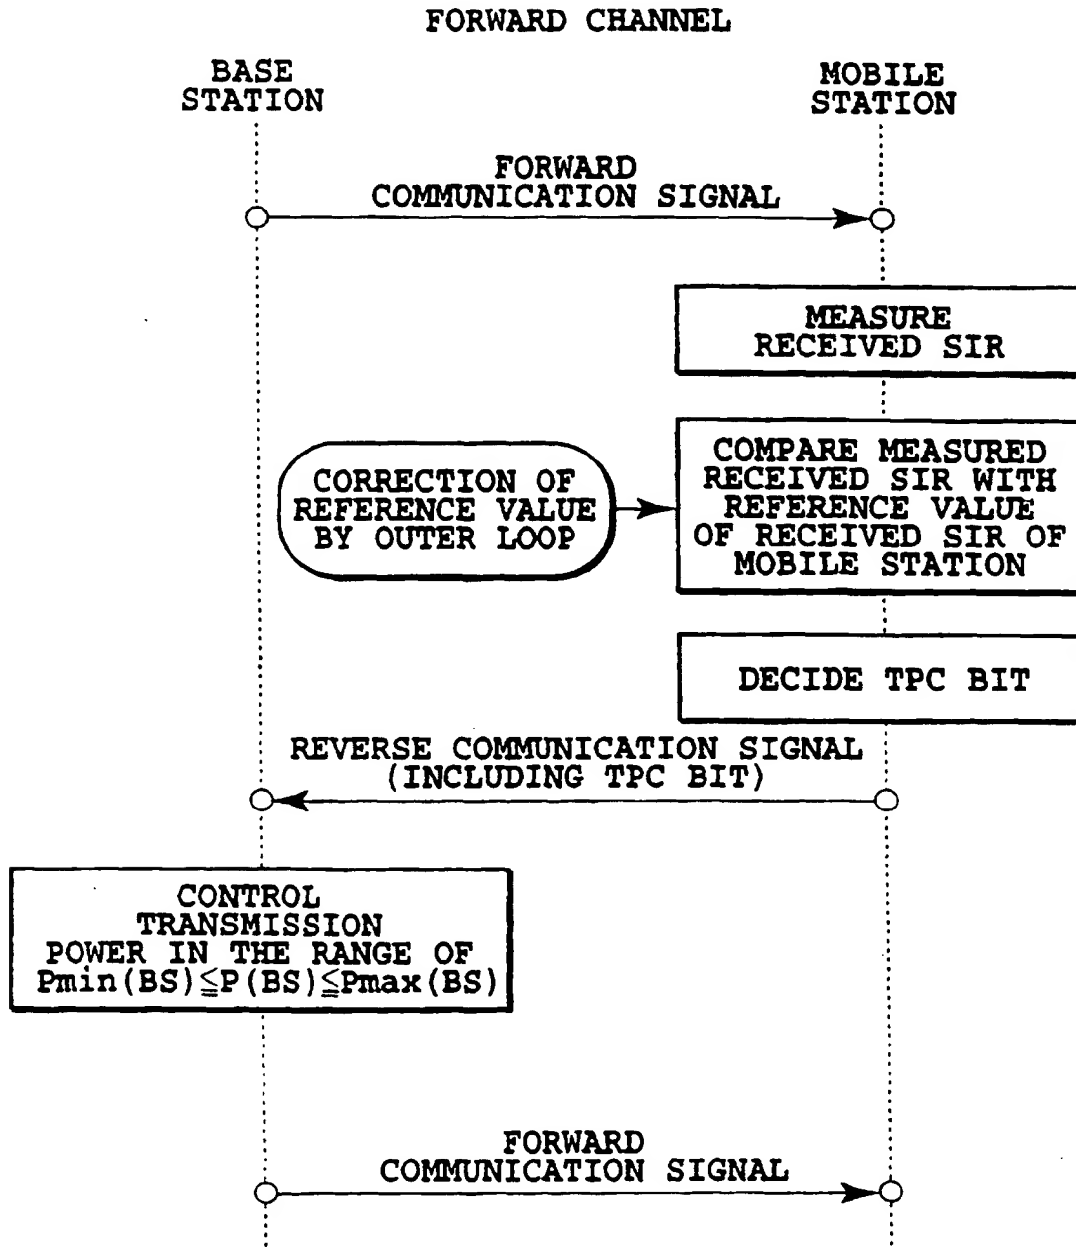 FORWARD CHANNEL
BASE
STATION
MOBILE
STATION
FORWARD
COMMUNICATION SIGNAL
MEASURE
RECEIVED SIR
CORRECTION OF
REFERENCE VALUE
BY OUTER LOOP
COMPARE MEASURED
RECEIVED SIR WITH
REFERENCE VALUE
OF RECEIVED SIR OF
MOBILE STATION
DECIDE TPC BIT
REVERSE COMMUNICATION SIGNAL
(INCLUDING TPC BIT)
CONTROL
TRANSMISSION
POWER IN THE RANGE OF
Pmin(BS)≦P(BS)≦Pmax(BS)
FORWARD
COMMUNICATION SIGNAL